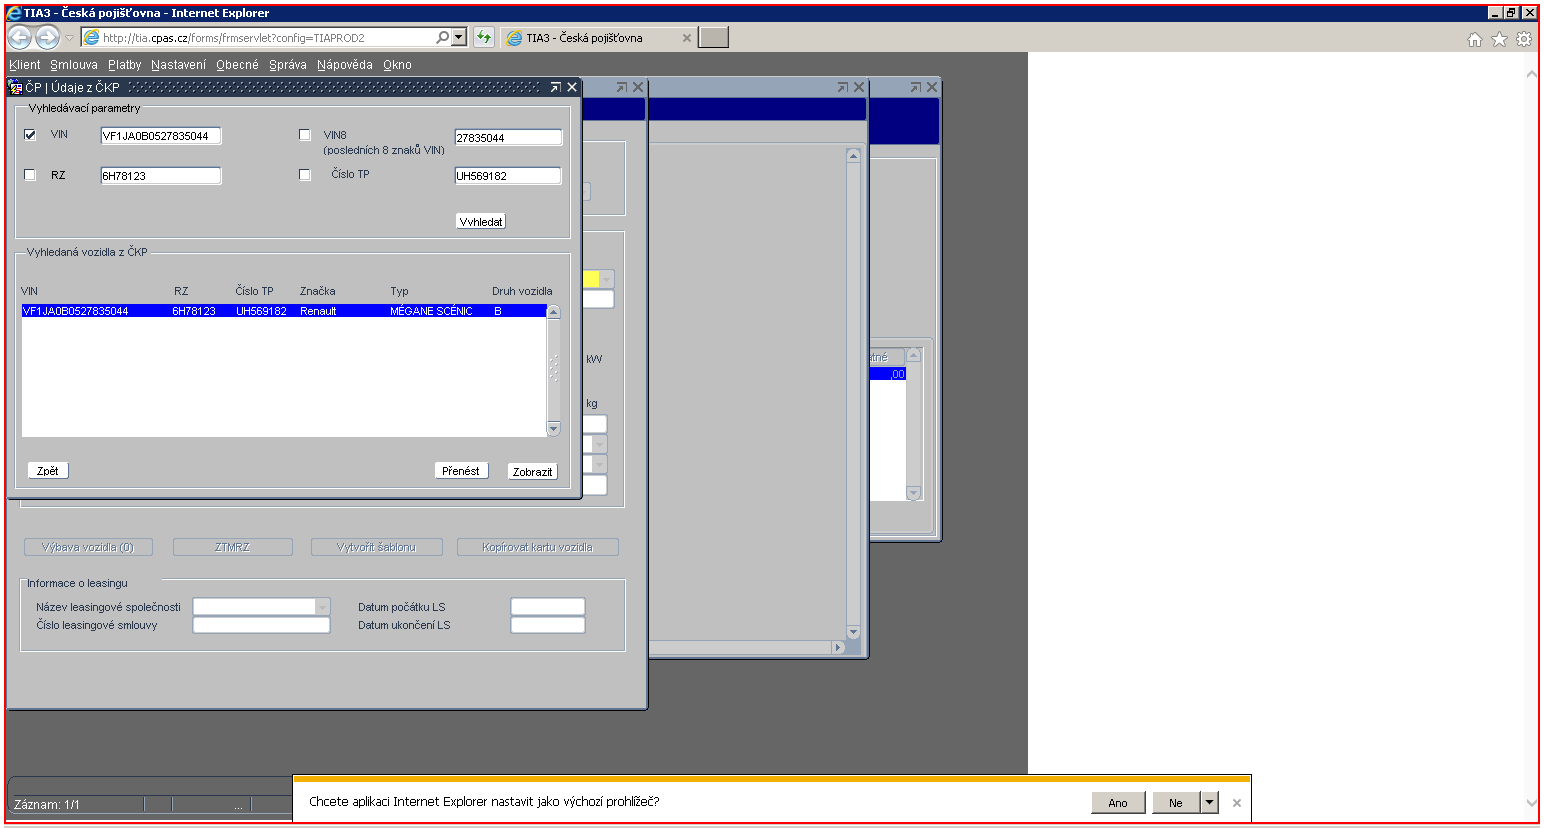 TIA3 - Česká pojišťovna - Internet Explorer
http://tia.cpas.cz/forms/frmservlet?config=TIAPROD2
TIA3 - Česká pojišťovna
Klient Smlouva Platby Nastavení Obecné Správa Nápověda Okno
ČP | Údaje z ČKP
Vyhledávací parametry
VIN VF1JA0B0527835044 VIN8 27835044
(posledních 8 znaků VIN)
RZ 6H78123 Číslo TP UH569182
Vyhledat
Vyhledaná vozidla z ČKP
VIN RZ Číslo TP Značka Typ Druh vozidla
VF1JA0B0527835044 6H78123 UH569182 Renault MÉGANE SCÉNIC B
kW
atné
,00
kg
Zpět Přenést Zobrazit
Výbava vozidla (0) ZTMRZ Vytvořit šablonu Kopírovat kartu vozidla
Informace o leasingu
Název leasingové společnosti Datum počátku LS
Číslo leasingové smlouvy Datum ukončení LS
Záznam: 1/1 ...
Chcete aplikaci Internet Explorer nastavit jako výchozí prohlížeč? Ano Ne